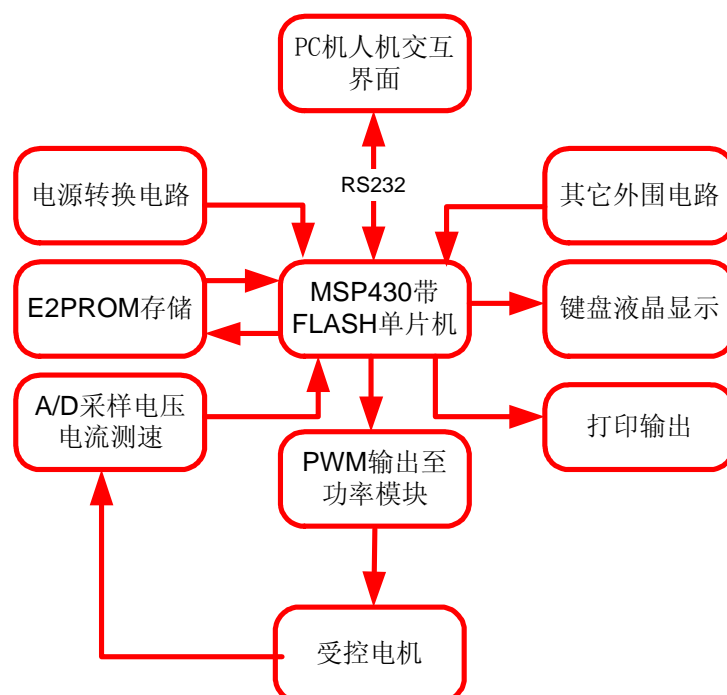 PC机人机交互
界面
RS232
电源转换电路
其它外围电路
E2PROM存储
MSP430带
FLASH单片机
键盘液晶显示
A/D采样电压
电流测速
打印输出
PWM输出至
功率模块
受控电机